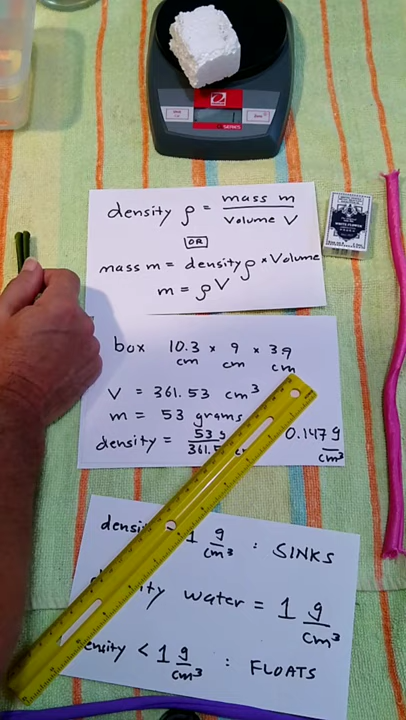 1
density ρ = mass m / Volume V
OR
mass m = density ρ × Volume
m = ρV
box 10.3 cm × 9 cm × 3.9 cm
V = 361.53 cm³
m = 53 grams
density = 53 g / 361.5 0.147 g/cm³
1 g/cm³ : SINKS
water = 1 g/cm³
< 1 g/cm³ : FLOATS